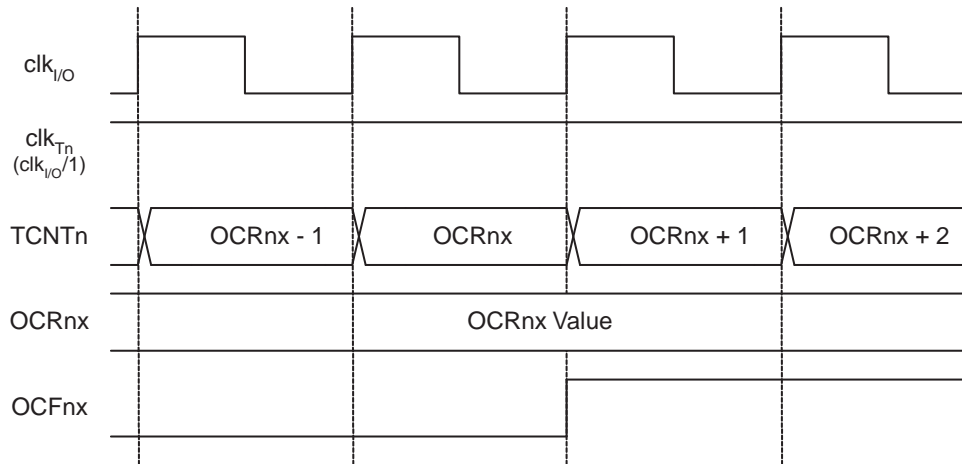 clkI/O
clkTn
(clkI/O/1)
TCNTn OCRnx - 1 OCRnx OCRnx + 1 OCRnx + 2
OCRnx OCRnx Value
OCFnx